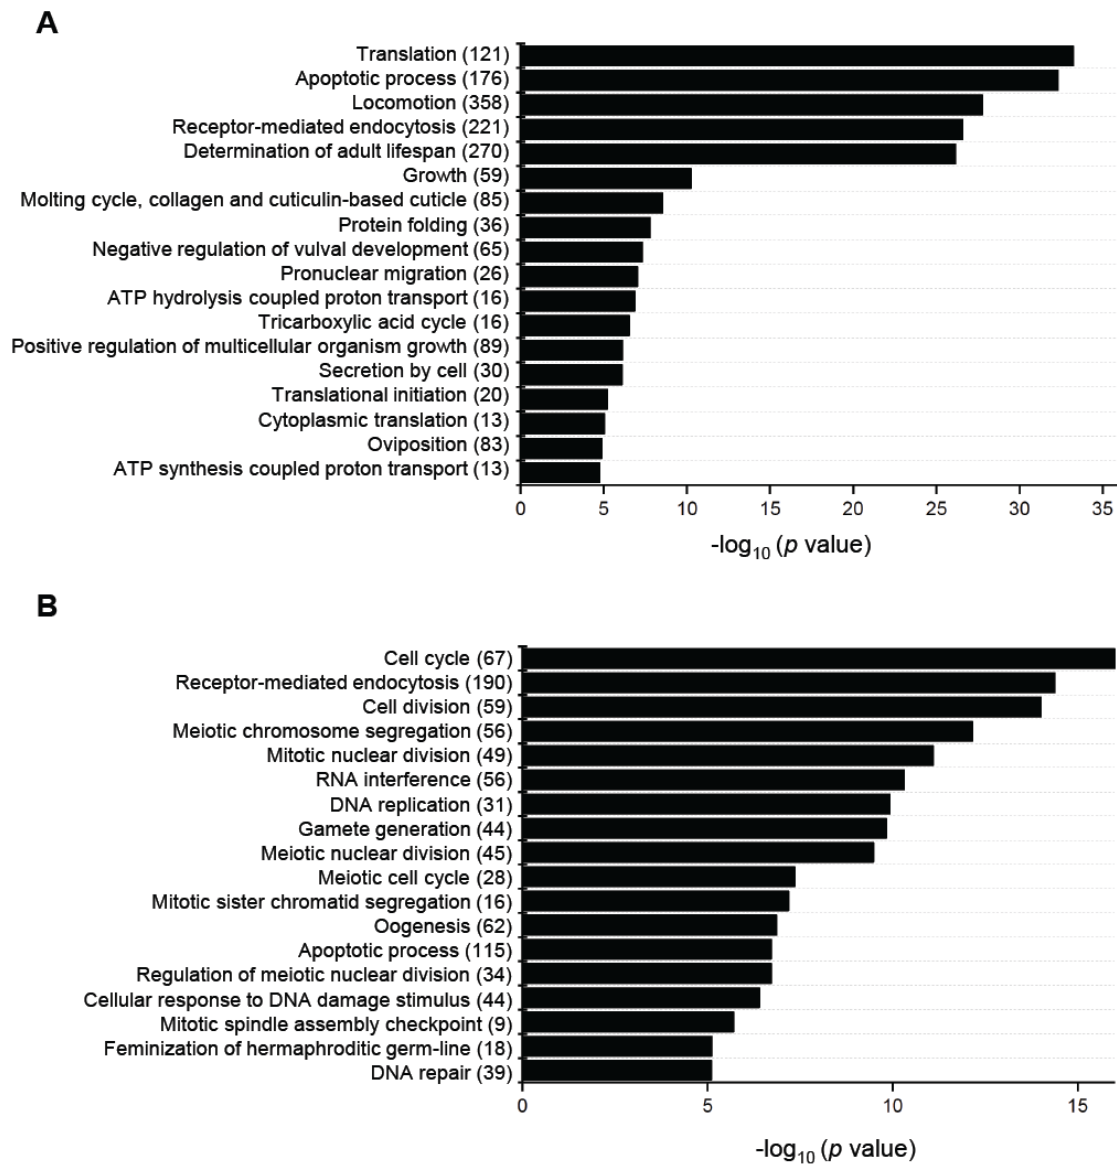 A
Translation (121)
Apoptotic process (176)
Locomotion (358)
Receptor-mediated endocytosis (221)
Determination of adult lifespan (270)
Growth (59)
Molting cycle, collagen and cuticulin-based cuticle (85)
Protein folding (36)
Negative regulation of vulval development (65)
Pronuclear migration (26)
ATP hydrolysis coupled proton transport (16)
Tricarboxylic acid cycle (16)
Positive regulation of multicellular organism growth (89)
Secretion by cell (30)
Translational initiation (20)
Cytoplasmic translation (13)
Oviposition (83)
ATP synthesis coupled proton transport (13)
0 5 10 15 20 25 30 35
-log10 (p value)
B
Cell cycle (67)
Receptor-mediated endocytosis (190)
Cell division (59)
Meiotic chromosome segregation (56)
Mitotic nuclear division (49)
RNA interference (56)
DNA replication (31)
Gamete generation (44)
Meiotic nuclear division (45)
Meiotic cell cycle (28)
Mitotic sister chromatid segregation (16)
Oogenesis (62)
Apoptotic process (115)
Regulation of meiotic nuclear division (34)
Cellular response to DNA damage stimulus (44)
Mitotic spindle assembly checkpoint (9)
Feminization of hermaphroditic germ-line (18)
DNA repair (39)
0 5 10 15
-log10 (p value)